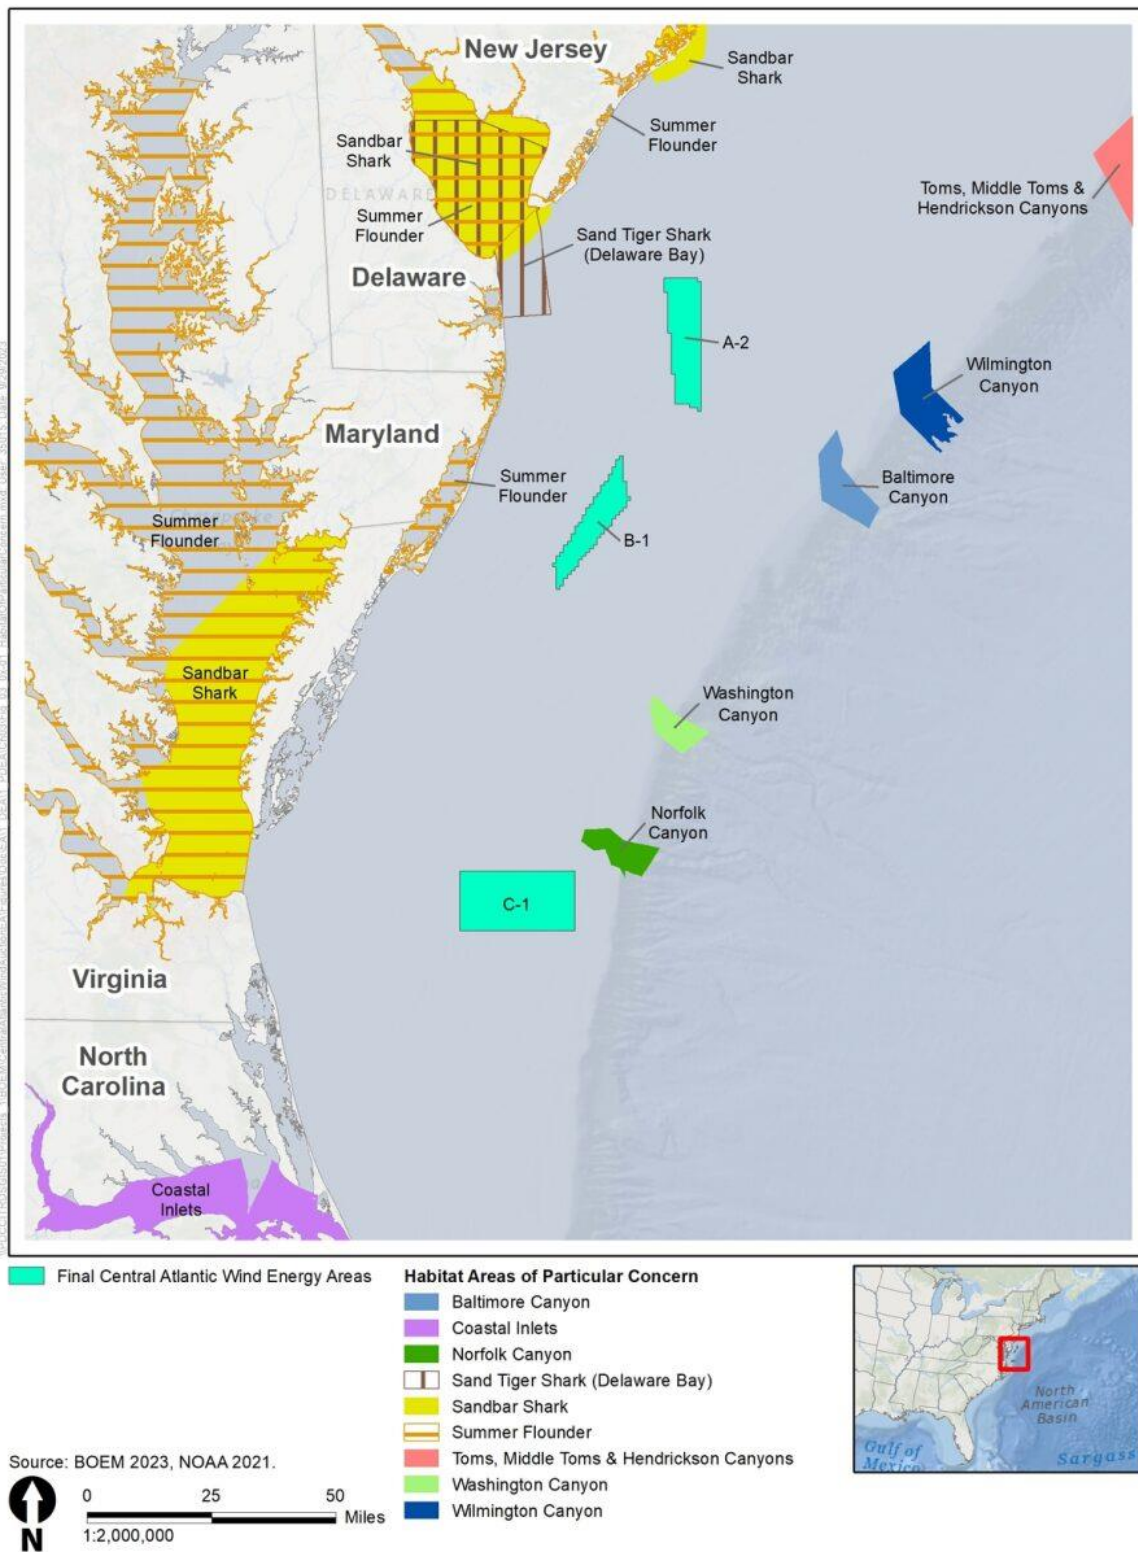 New Jersey
Sandbar
Shark
Summer
Flounder
Sandbar
Shark
DELAWARE
Toms, Middle Toms &
Hendrickson Canyons
Summer
Flounder
Sand Tiger Shark
(Delaware Bay)
Delaware
A-2
Wilmington
Canyon
Maryland
Summer
Flounder
Baltimore
Canyon
Chesapeake
Summer
Flounder
B-1
Sandbar
Shark
Washington
Canyon
Norfolk
Canyon
C-1
Virginia
North
Carolina
Coastal
Inlets
Final Central Atlantic Wind Energy Areas
Habitat Areas of Particular Concern
Baltimore Canyon
Coastal Inlets
Norfolk Canyon
Sand Tiger Shark (Delaware Bay)
Sandbar Shark
Summer Flounder
Toms, Middle Toms & Hendrickson Canyons
Washington Canyon
Wilmington Canyon
North
American
Basin
Gulf of
Mexico
Sargass
Source: BOEM 2023, NOAA 2021.
0 25 50
Miles
1:2,000,000
N